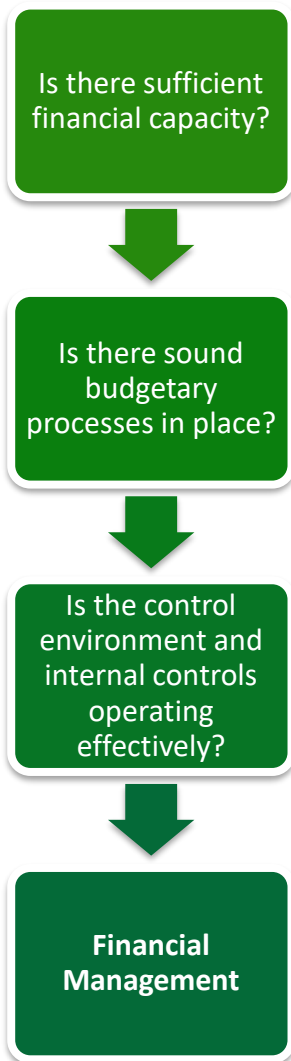 Is there sufficient
financial capacity?
Is there sound
budgetary
processes in place?
Is the control
environment and
internal controls
operating
effectively?
Financial
Management